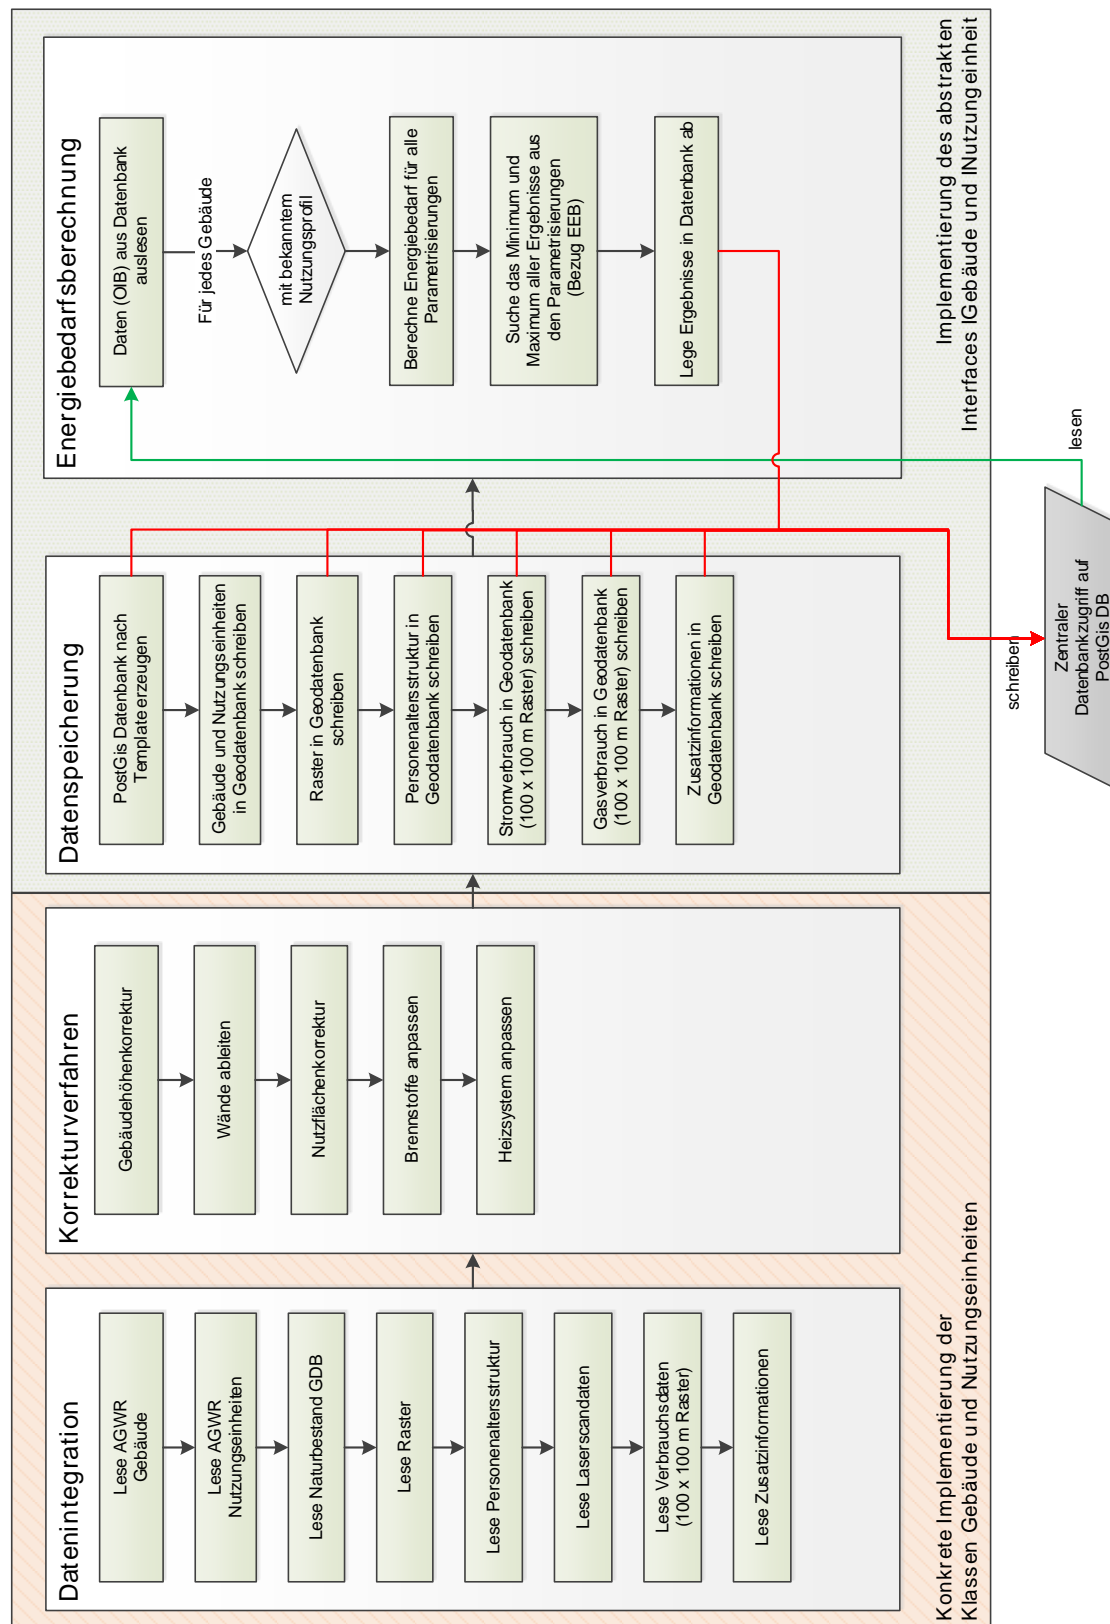 Datenintegration
Lese AGWR
Gebäude
Lese AGWR
Nutzungseinheiten
Lese Naturbestand GDB
Lese Raster
Lese Personenaltersstruktur
Lese Laserscandaten
Lese Verbrauchsdaten
(100 x 100 m Raster)
Lese Zusatzinformationen
Korrekturverfahren
Gebäudehöhenkorrektur
Wände ableiten
Nutzflächenkorrektur
Brennstoffe anpassen
Heizsystem anpassen
Konkrete Implementierung der
Klassen Gebäude und Nutzungseinheiten
Datenspeicherung
PostGis Datenbank nach
Template erzeugen
Gebäude und Nutzungseinheiten
in Geodatenbank schreiben
Raster in Geodatenbank
schreiben
Personenaltersstruktur in
Geodatenbank schreiben
Stromverbrauch in Geodatenbank
(100 x 100 m Raster) schreiben
Gasverbrauch in Geodatenbank
(100 x 100 m Raster) schreiben
Zusatzinformationen in
Geodatenbank schreiben
Energiebedarfsberechnung
Daten (OIB) aus Datenbank
auslesen
Für jedes Gebäude
mit bekanntem
Nutzungsprofil
Berechne Energiebedarf für alle
Parametrisierungen
Suche das Minimum und
Maximum aller Ergebnisse aus
den Parametrisierungen
(Bezug EEB)
Lege Ergebnisse in Datenbank ab
Implementierung des abstrakten
Interfaces IGebäude und INutzungeinheit
schreiben
lesen
Zentraler
Datenbankzugriff auf
PostGis DB